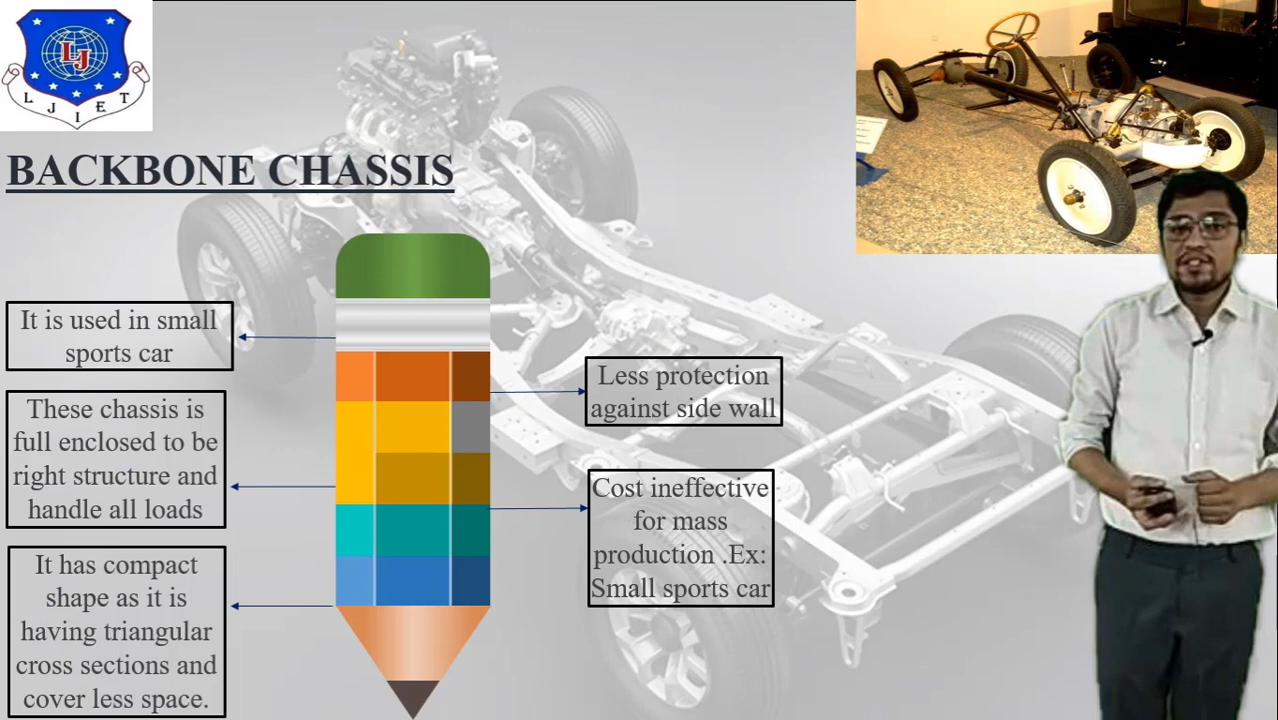 LJ
LJIET
BACKBONE CHASSIS
It is used in small
sports car
These chassis is
full enclosed to be
right structure and
handle all loads
It has compact
shape as it is
having triangular
cross sections and
cover less space.
Less protection
against side wall
Cost ineffective
for mass
production .Ex:
Small sports car